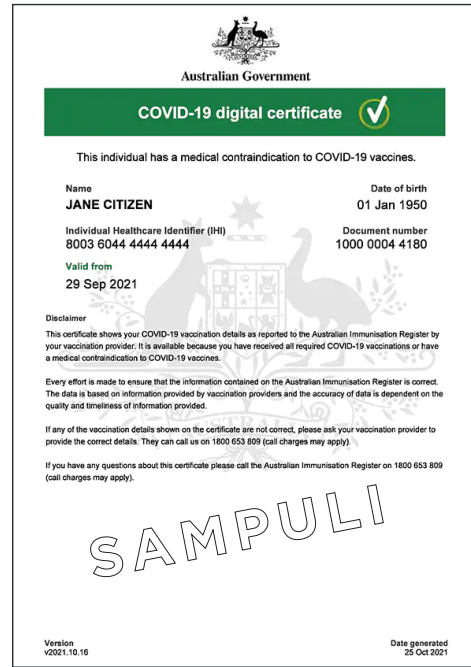 Australian Government
COVID-19 digital certificate
This individual has a medical contraindication to COVID-19 vaccines.
Name
JANE CITIZEN
Date of birth
01 Jan 1950
Individual Healthcare Identifier (IHI)
8003 6044 4444 4444
Document number
1000 0004 4180
Valid from
29 Sep 2021
Disclaimer
This certificate shows your COVID-19 vaccination details as reported to the Australian Immunisation Register by
your vaccination provider. It is available because you have received all required COVID-19 vaccinations or have
a medical contraindication to COVID-19 vaccines.
Every effort is made to ensure that the information contained on the Australian Immunisation Register is correct.
The data is based on information provided by vaccination providers and the accuracy of data is dependent on the
quality and timeliness of information provided.
If any of the vaccination details shown on the certificate are not correct, please ask your vaccination provider to
provide the correct details. They can call us on 1800 653 809 (call charges may apply).
If you have any questions about this certificate please call the Australian Immunisation Register on 1800 653 809
(call charges may apply).
SAMPULI
Version
v2021.10.16
Date generated
25 Oct 2021